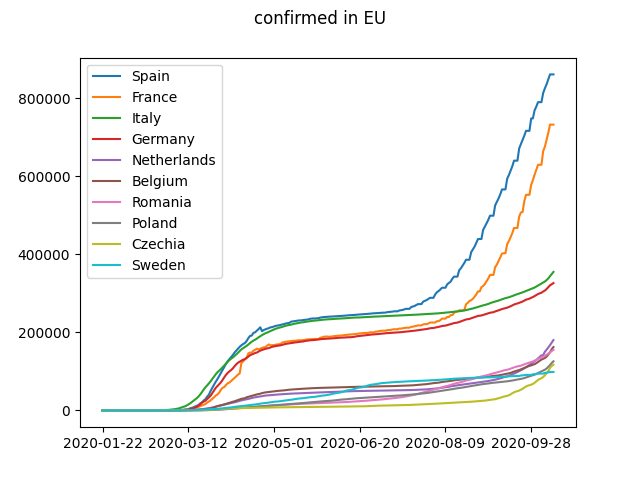 confirmed in EU
Spain
France
Italy
Germany
Netherlands
Belgium
Romania
Poland
Czechia
Sweden
800000
600000
400000
200000
0
2020-01-22 2020-03-12 2020-05-01 2020-06-20 2020-08-09 2020-09-28